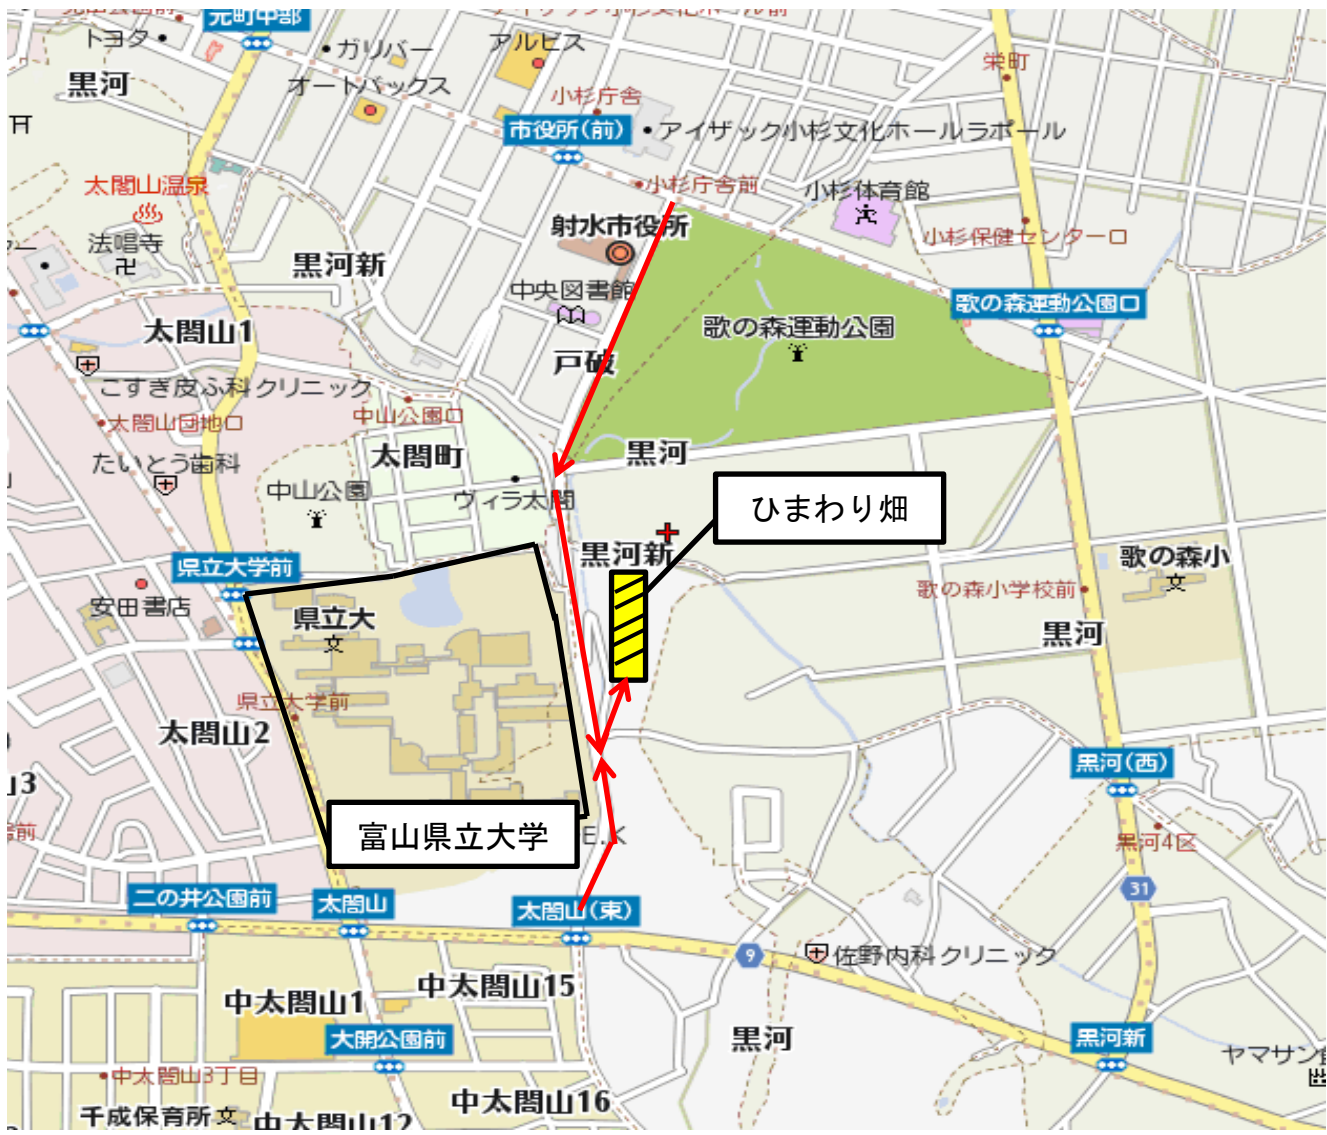 元町中部
トヨタ
ガリバー
アルビス
黒河
オートバックス
小杉庁舎
栄町
市役所(前)
アイザック小杉文化ホールラポール
太閤山温泉
小杉庁舎前
小杉体育館
射水市役所
法唱寺
小杉保健センター口
黒河新
中央図書館
歌の森運動公園口
太閤山1
歌の森運動公園
戸破
こすぎ皮ふ科クリニック
中山公園口
太閤山団地口
太閤町
黒河
たいとう歯科
中山公園
ヴィラ太閤
ひまわり畑
黒河新
県立大学前
歌の森小
安田書店
県立大
歌の森小学校前
黒河
県立大学前
太閤山2
黒河(西)
富山県立大学
E.K
黒河4区
31
二の井公園前
太閤山
太閤山(東)
9
佐野内科クリニック
中太閤山1
中太閤山15
大開公園前
黒河
黒河新
ヤマサン
中太閤山3丁目
千成保育所
中太閤山12
中太閤山16